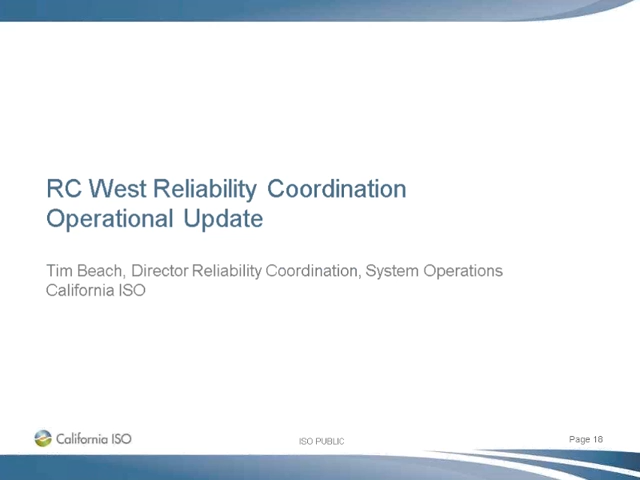 RC West Reliability Coordination
Operational Update
Tim Beach, Director Reliability Coordination, System Operations
California ISO
California ISO
ISO PUBLIC
Page 18